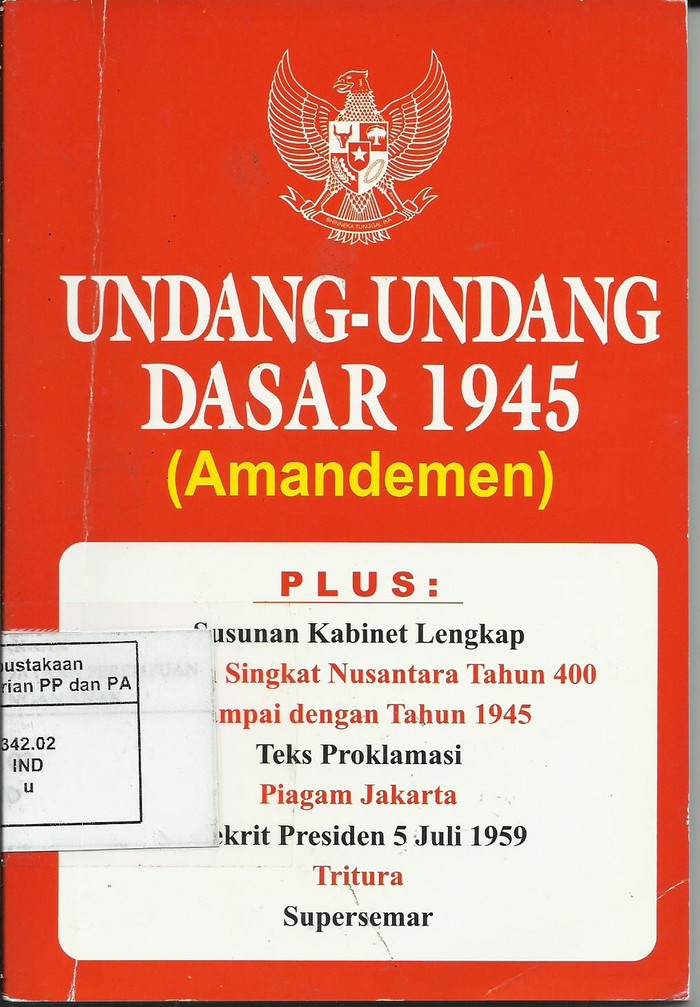 BHINNEKA TUNGGAL IKA
UNDANG-UNDANG
DASAR 1945
(Amandemen)
PLUS:
Susunan Kabinet Lengkap
Singkat Nusantara Tahun 400
mpai dengan Tahun 1945
Teks Proklamasi
Piagam Jakarta
ekrit Presiden 5 Juli 1959
Tritura
Supersemar
pustakaan
rian PP dan PA
342.02
IND
u